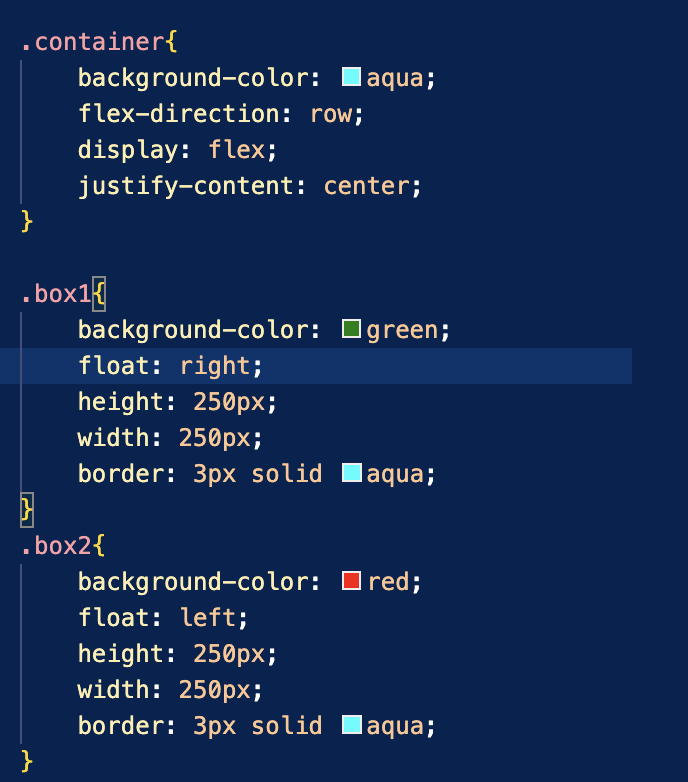 .container{
    background-color: aqua;
    flex-direction: row;
    display: flex;
    justify-content: center;
}

.box1{
    background-color: green;
    float: right;
    height: 250px;
    width: 250px;
    border: 3px solid aqua;
}
.box2{
    background-color: red;
    float: left;
    height: 250px;
    width: 250px;
    border: 3px solid aqua;
}